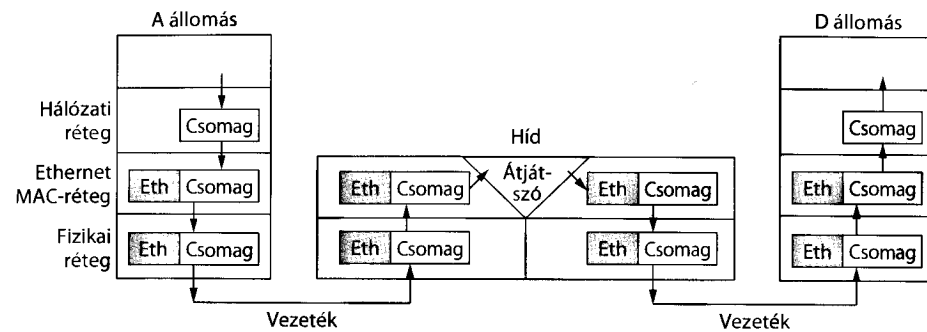 A állomás
D állomás
Hálózati
réteg
Csomag
Csomag
Híd
Ethernet
MAC-réteg
Eth Csomag
Eth Csomag
Átját-
szó
Eth Csomag
Eth Csomag
Fizikai
réteg
Eth Csomag
Eth Csomag
Eth Csomag
Eth Csomag
Vezeték
Vezeték